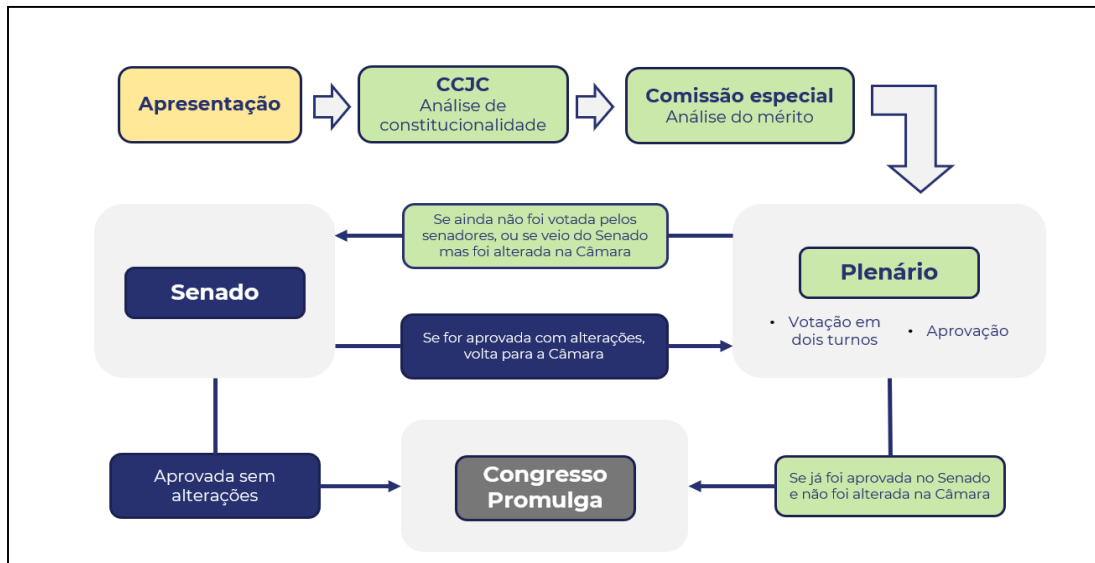 Apresentação
CCJC
Análise de
constitucionalidade
Comissão especial
Análise do mérito
Se ainda não foi votada pelos
senadores, ou se veio do Senado
mas foi alterada na Câmara
Senado
Plenário
• Votação em
dois turnos
• Aprovação
Se for aprovada com alterações,
volta para a Câmara
Aprovada sem
alterações
Congresso
Promulga
Se já foi aprovada no Senado
e não foi alterada na Câmara